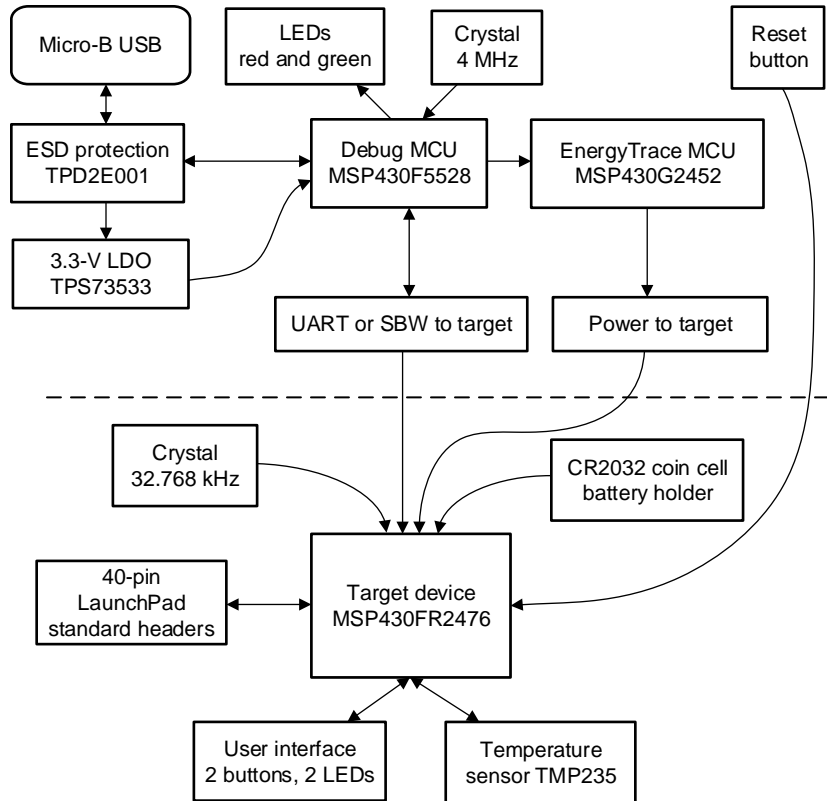 Micro-B USB
LEDs
red and green
Crystal
4 MHz
Reset
button
ESD protection
TPD2E001
Debug MCU
MSP430F5528
EnergyTrace MCU
MSP430G2452
3.3-V LDO
TPS73533
UART or SBW to target
Power to target
Crystal
32.768 kHz
CR2032 coin cell
battery holder
40-pin
LaunchPad
standard headers
Target device
MSP430FR2476
User interface
2 buttons, 2 LEDs
Temperature
sensor TMP235